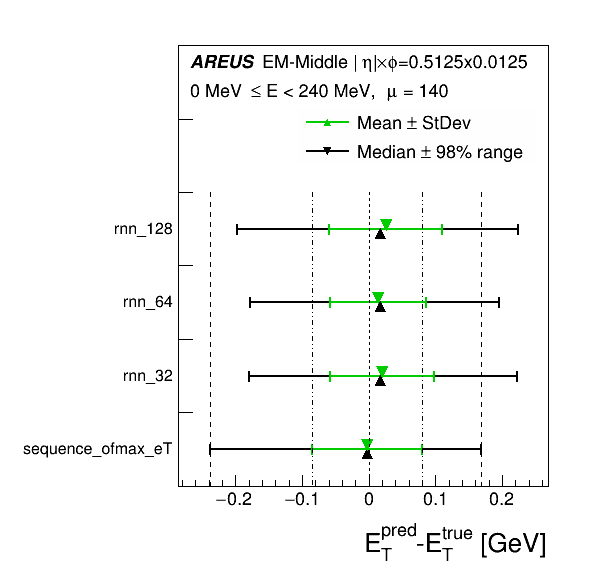 AREUS EM-Middle | η|×ϕ=0.5125x0.0125
0 MeV ≤ E < 240 MeV, μ = 140
Mean ± StDev
Median ± 98% range
rnn_128
rnn_64
rnn_32
sequence_ofmax_eT
−0.2 −0.1 0 0.1 0.2
E_T^pred-E_T^true [GeV]